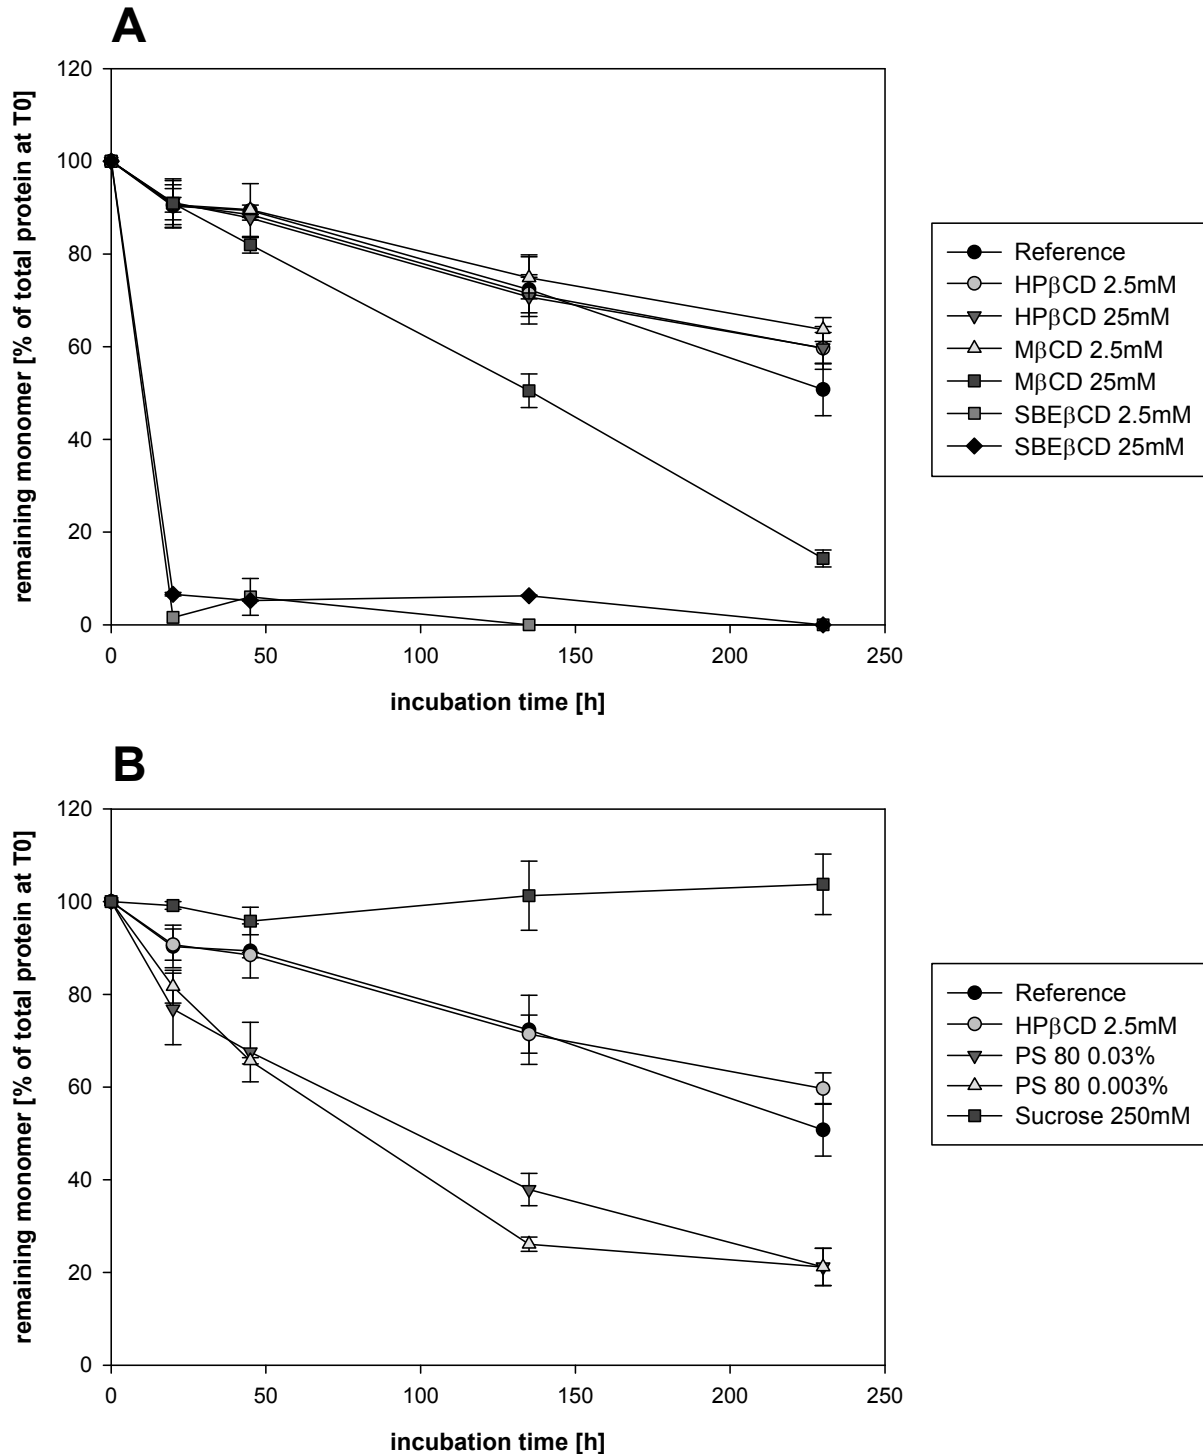 A
remaining monomer [% of total protein at T0]
120
100
80
60
40
20
0
0 50 100 150 200 250
incubation time [h]
Reference
HPβCD 2.5mM
HPβCD 25mM
MβCD 2.5mM
MβCD 25mM
SBEβCD 2.5mM
SBEβCD 25mM
B
remaining monomer [% of total protein at T0]
120
100
80
60
40
20
0
0 50 100 150 200 250
incubation time [h]
Reference
HPβCD 2.5mM
PS 80 0.03%
PS 80 0.003%
Sucrose 250mM